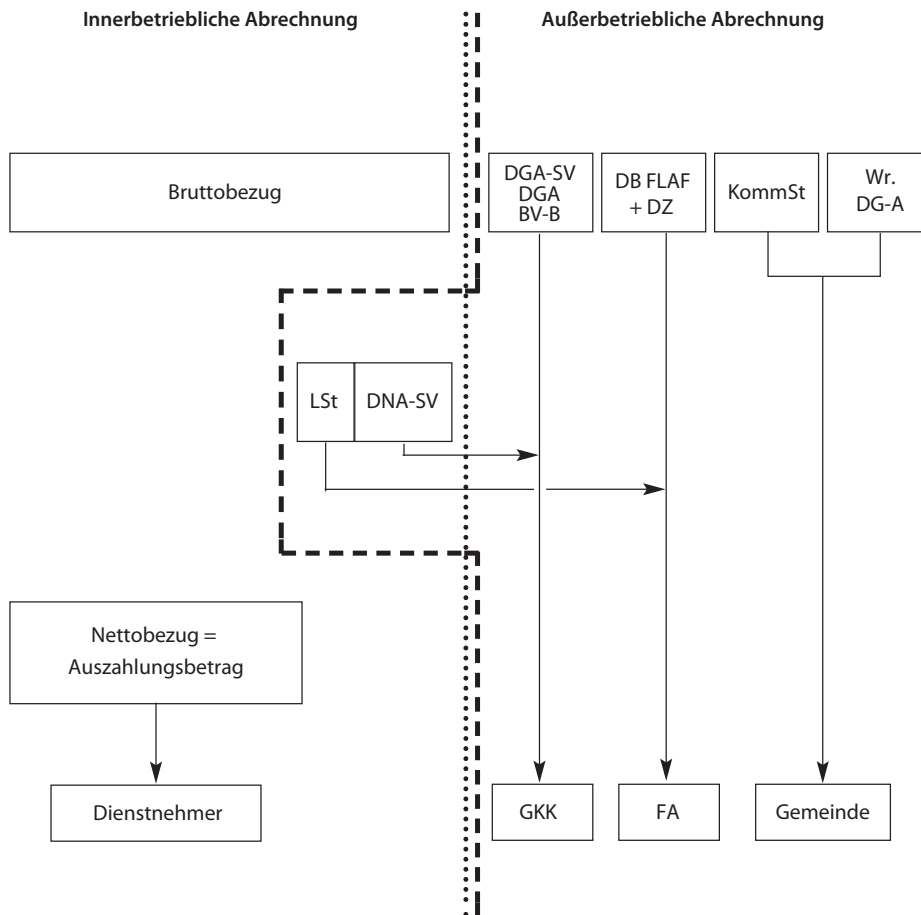 Innerbetriebliche Abrechnung
Außerbetriebliche Abrechnung
Bruttobezug
DGA-SV
DGA
BV-B
DB FLAF
+ DZ
KommSt
Wr.
DG-A
LSt
DNA-SV
Nettobezug =
Auszahlungsbetrag
Dienstnehmer
GKK
FA
Gemeinde